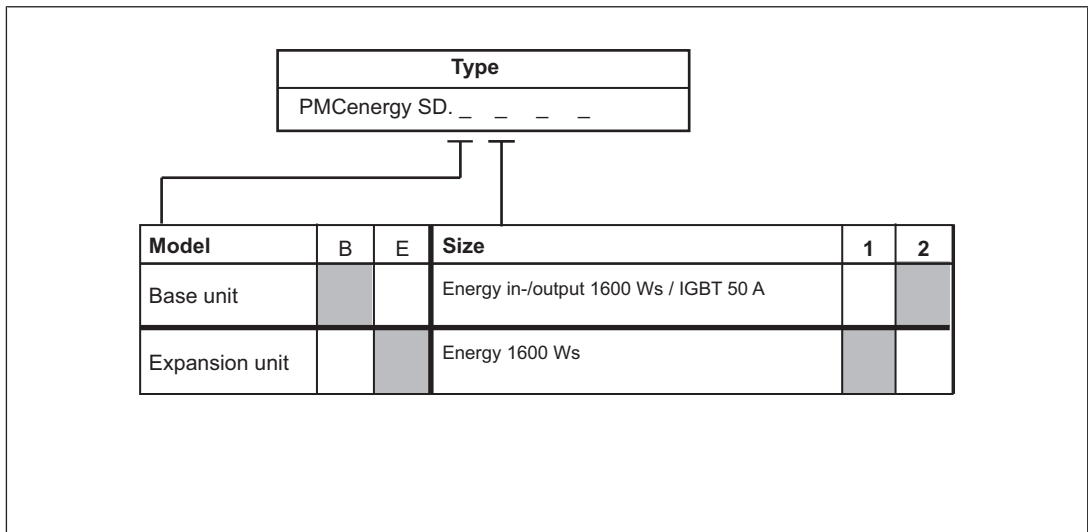 Type
PMCenergy SD. _ _ _ _
Model B E Size 1 2
Base unit Energy in-/output 1600 Ws / IGBT 50 A
Expansion unit Energy 1600 Ws